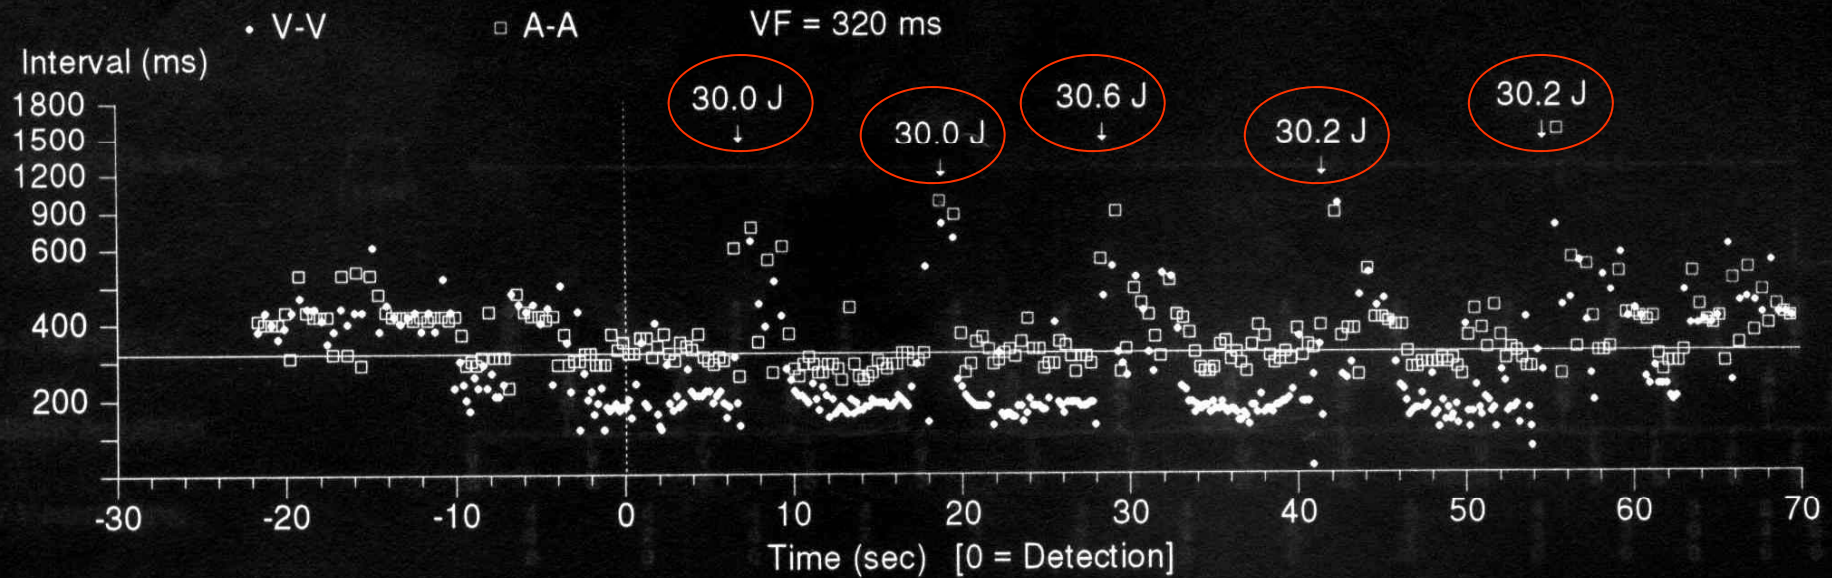 • V-V □ A-A VF = 320 ms
Interval (ms)
30.0 J
30.0 J
30.6 J
30.2 J
30.2 J
1800
1500
1200
900
600
400
200
-30 -20 -10 0 10 20 30 40 50 60 70
Time (sec) [0 = Detection]